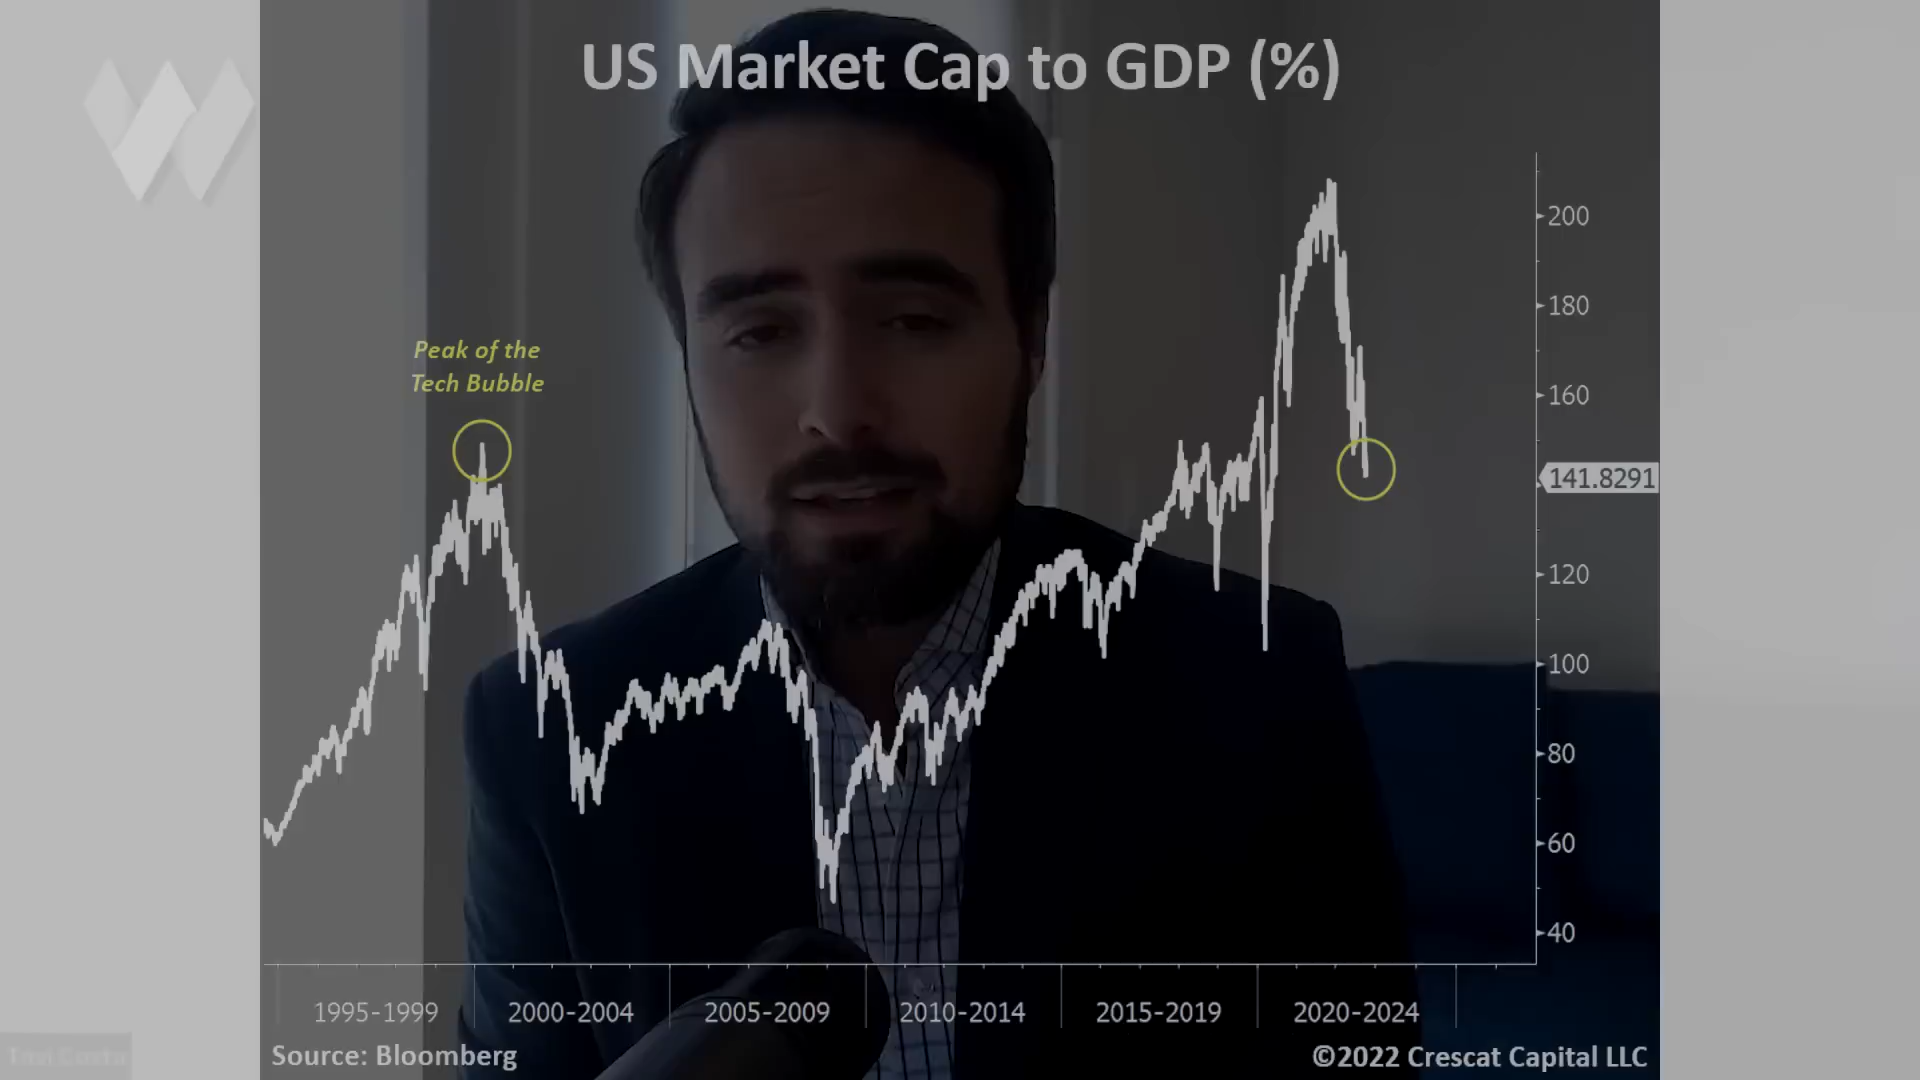 US Market Cap to GDP (%)
Peak of the
Tech Bubble
200
180
160
141.8291
120
100
80
60
40
1995-1999
2000-2004
2005-2009
2010-2014
2015-2019
2020-2024
Source: Bloomberg
©2022 Crescat Capital LLC
Tavi Costa